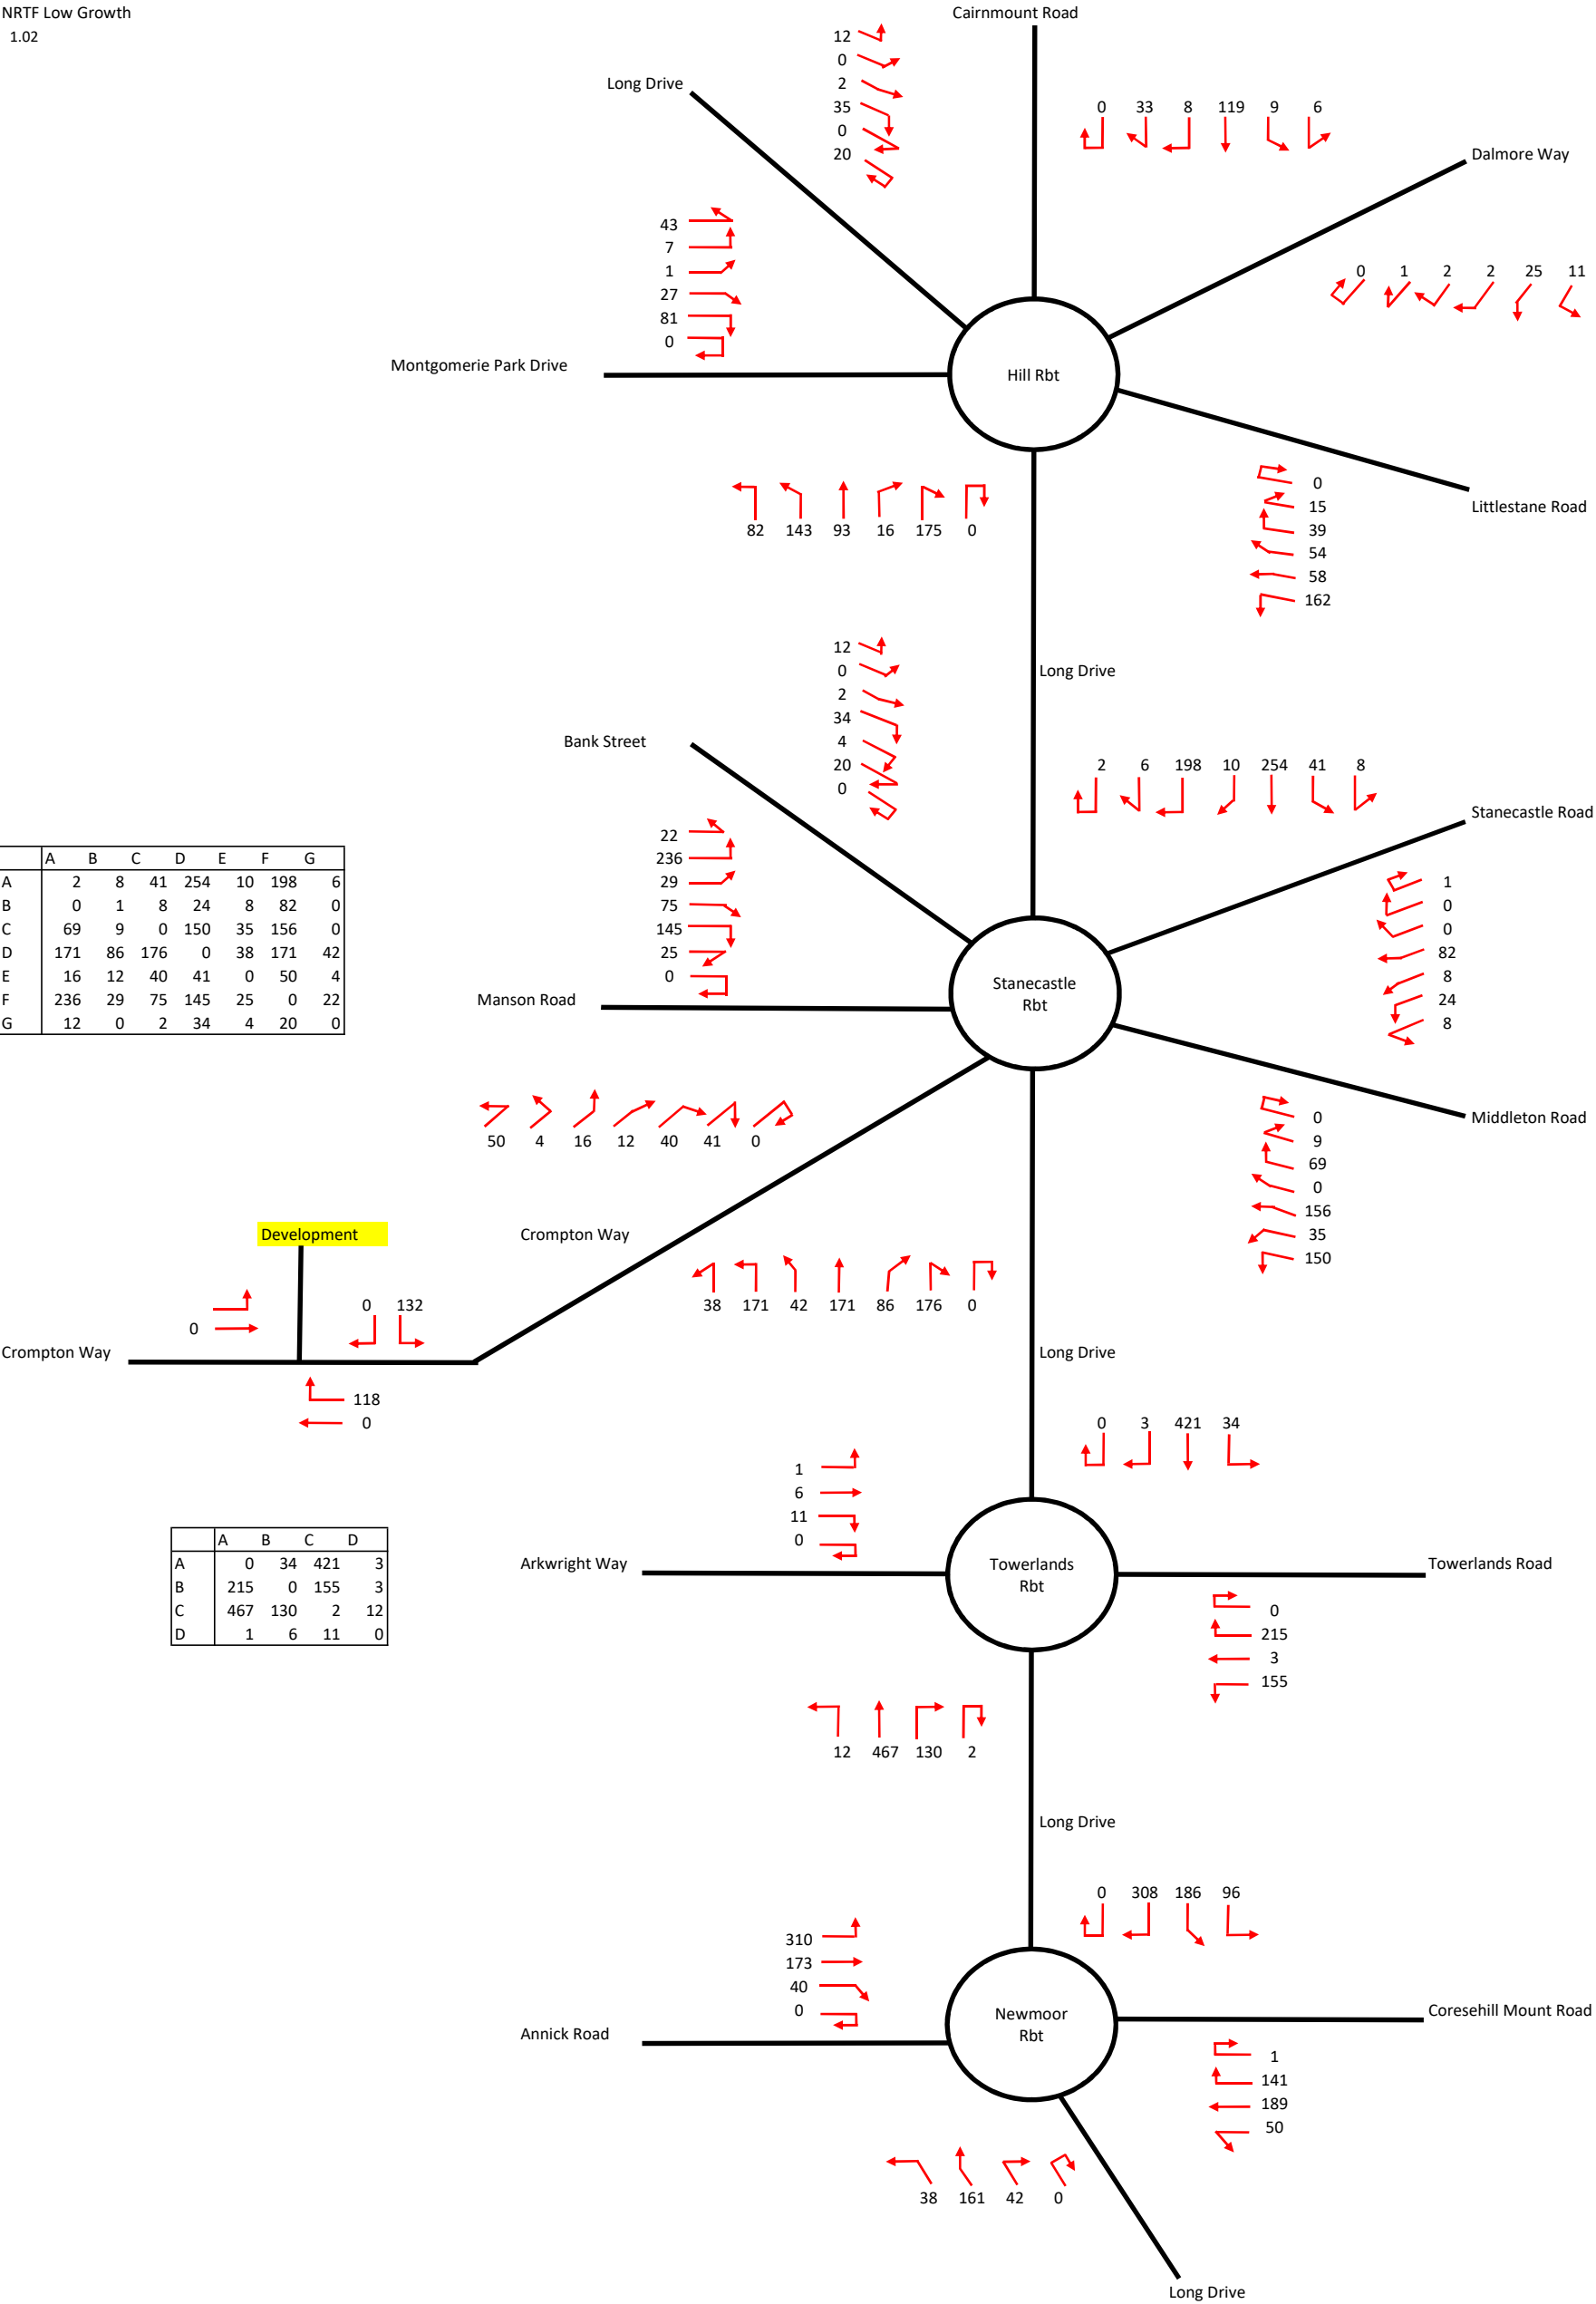 NRTF Low Growth
1.02
Cairnmount Road
Long Drive
Dalmore Way
12
0
2
35
0
20
0 33 8 119 9 6
0 1 2 2 25 11
43
7
1
27
81
0
Montgomerie Park Drive
Hill Rbt
Littlestane Road
82 143 93 16 175 0
0
15
39
54
58
162
Long Drive
Bank Street
12
0
2
34
4
20
0
2 6 198 10 254 41 8
Stanecastle Road
22
236
29
75
145
25
0
1
0
0
82
8
24
8
A B C D E F G
A 2 8 41 254 10 198 6
B 0 1 8 24 8 82 0
C 69 9 0 150 35 156 0
D 171 86 176 0 38 171 42
E 16 12 40 41 0 50 4
F 236 29 75 145 25 0 22
G 12 0 2 34 4 20 0
Manson Road
Stanecastle
Rbt
Middleton Road
50 4 16 12 40 41 0
0
9
69
0
156
35
150
Development
Crompton Way
38 171 42 171 86 176 0
0
0 132
Crompton Way
118
0
Long Drive
0 3 421 34
1
6
11
0
A B C D
A 0 34 421 3
B 215 0 155 3
C 467 130 2 12
D 1 6 11 0
Arkwright Way
Towerlands
Rbt
Towerlands Road
0
215
3
155
12 467 130 2
Long Drive
0 308 186 96
310
173
40
0
Annick Road
Newmoor
Rbt
Coresehill Mount Road
1
141
189
50
38 161 42 0
Long Drive